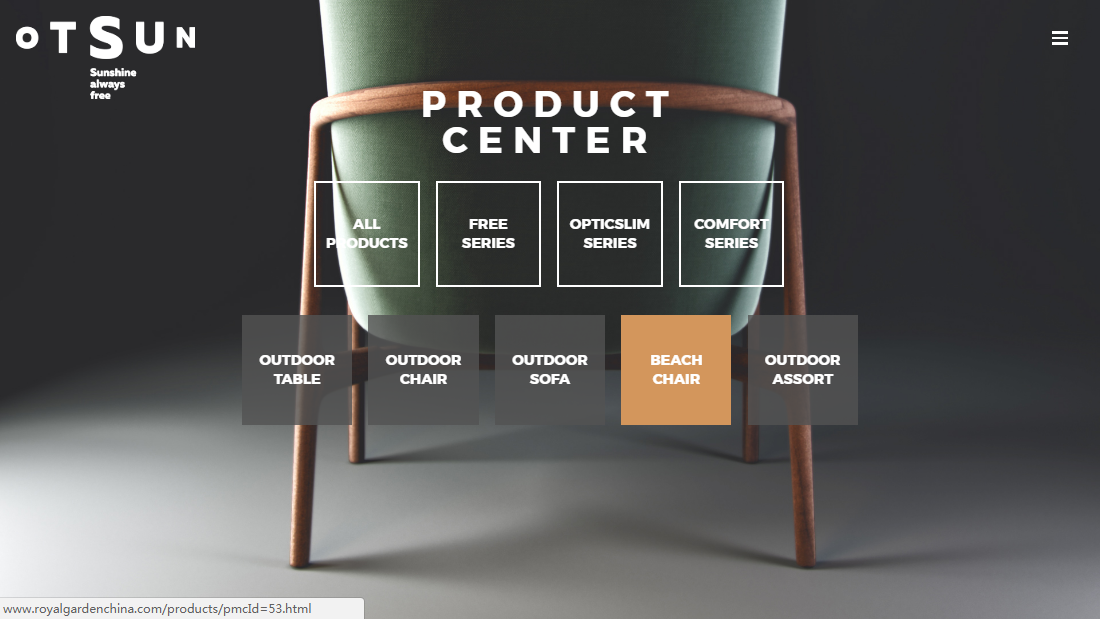 OTSUN
Sunshine
always
free
PRODUCT
CENTER
ALL
PRODUCTS
FREE
SERIES
OPTICSLIM
SERIES
COMFORT
SERIES
OUTDOOR
TABLE
OUTDOOR
CHAIR
OUTDOOR
SOFA
BEACH
CHAIR
OUTDOOR
ASSORT
www.royalgardenchina.com/products/pmcId=53.html